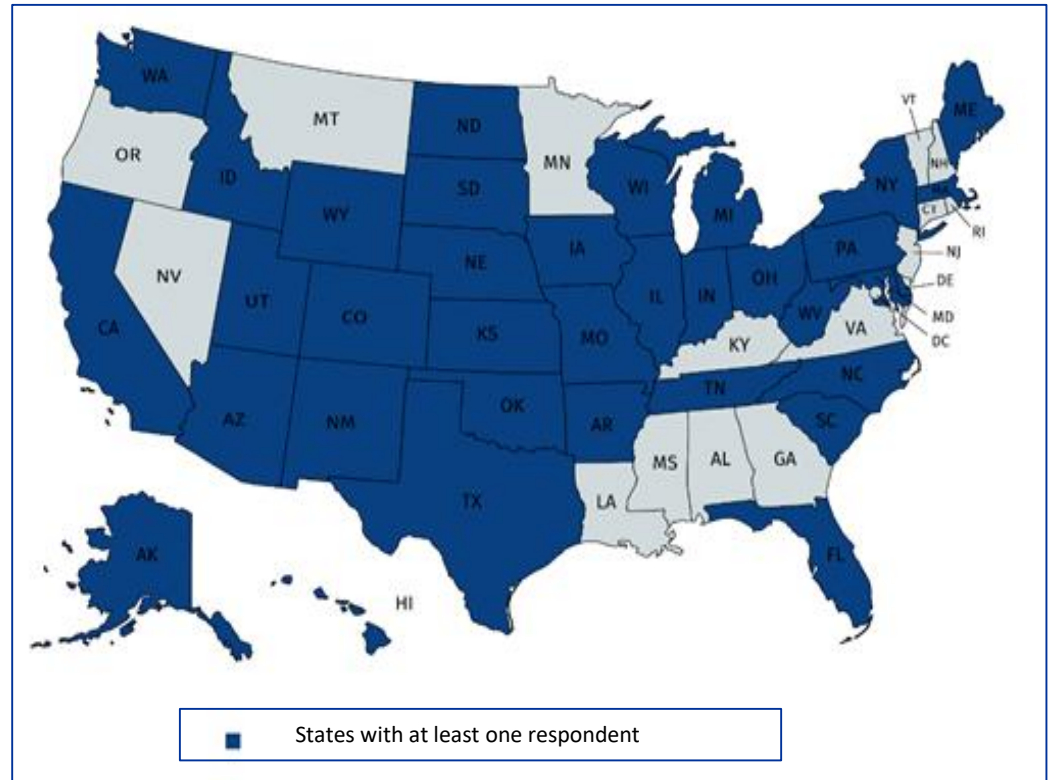 WA
MT
ND
MN
VT
ME
OR
ID
SD
WI
NH
NY
MA
WY
MI
CY
RI
IA
PA
NJ
NE
NV
UT
IL
IN
OH
DE
CO
CA
KS
MO
WV
MD
VA
DC
KY
NC
TN
AZ
NM
OK
AR
SC
MS
AL
GA
TX
LA
AK
FL
HI
States with at least one respondent